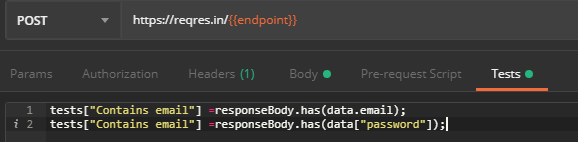 POST https://reqres.in/{{endpoint}}
Params Authorization Headers (1) Body Pre-request Script Tests
1 tests["Contains email"] =responseBody.has(data.email);
i 2 tests["Contains email"] =responseBody.has(data["password"]);